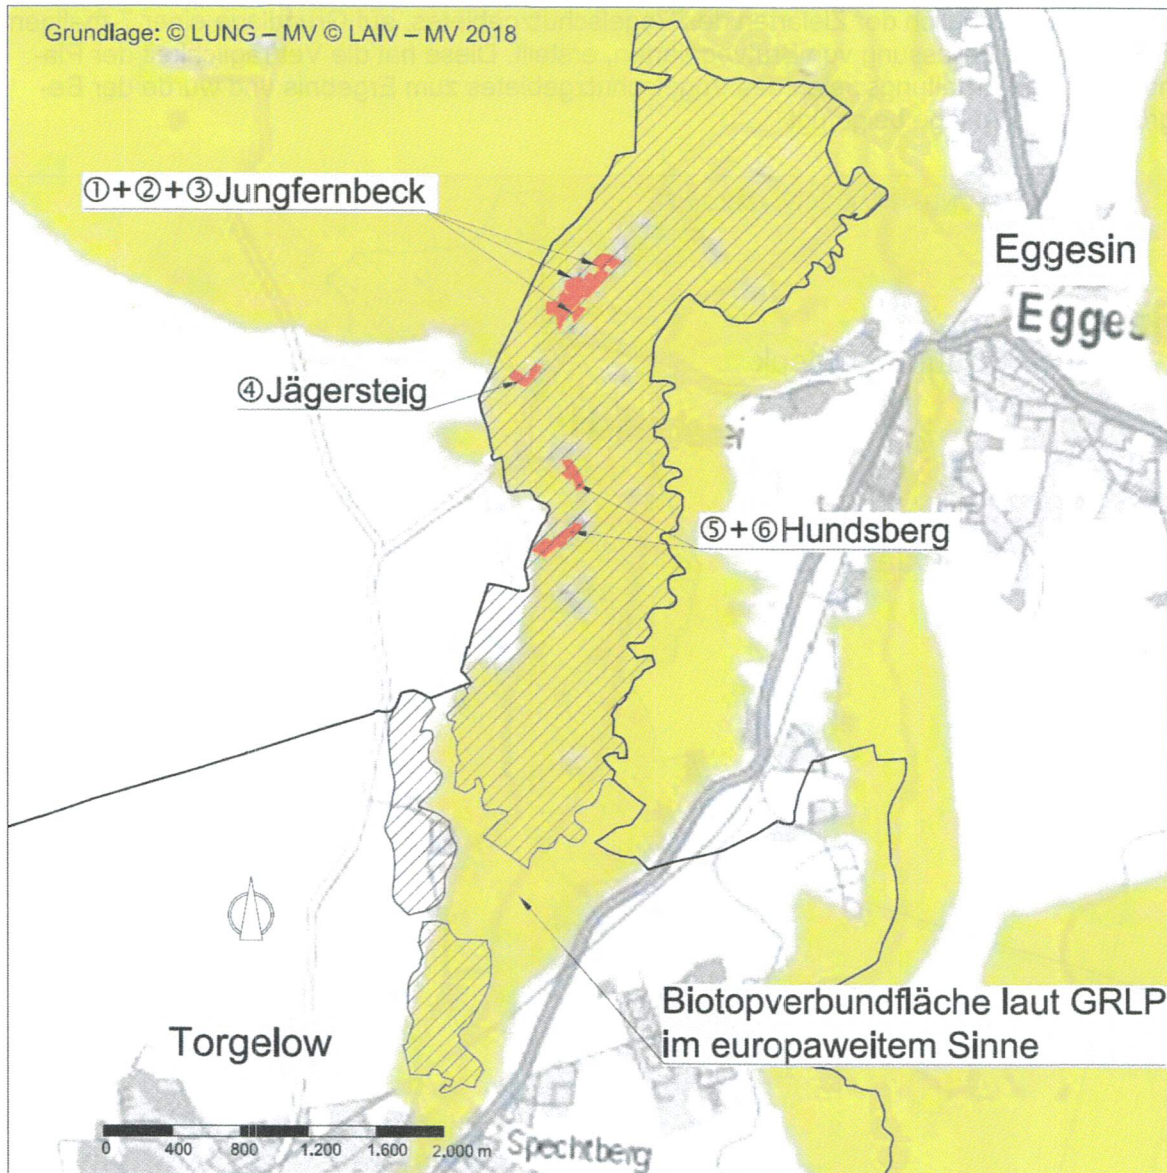 Grundlage: © LUNG – MV © LAIV – MV 2018
①+②+③Jungfernbeck
Eggesin
④Jägersteig
⑤+⑥Hundsberg
Biotopverbundfläche laut GRLP
im europaweitem Sinne
Torgelow
0 400 800 1.200 1.600 2.000 m
Spechtberg